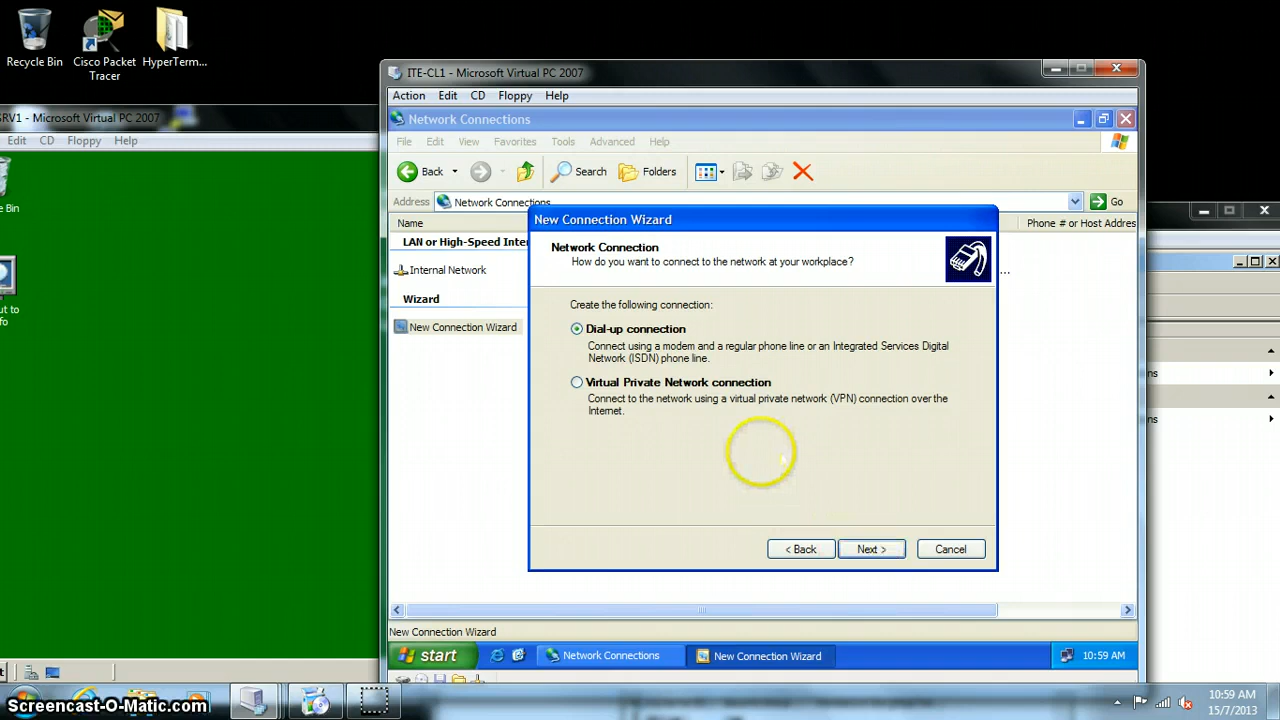 Recycle Bin
Cisco Packet
Tracer
HyperTerm...
SRV1 - Microsoft Virtual PC 2007
Edit CD Floppy Help
e Bin
ut to
fo
ITE-CL1 - Microsoft Virtual PC 2007
Action Edit CD Floppy Help
Network Connections
File Edit View Favorites Tools Advanced Help
Back Search Folders
Address Network Connections Go
Name Phone # or Host Addres
LAN or High-Speed Inter
Internal Network ...
Wizard
New Connection Wizard
New Connection Wizard
Network Connection
How do you want to connect to the network at your workplace?
Create the following connection:
Dial-up connection
Connect using a modem and a regular phone line or an Integrated Services Digital
Network (ISDN) phone line.
Virtual Private Network connection
Connect to the network using a virtual private network (VPN) connection over the
Internet.
< Back Next > Cancel
ns
ns
New Connection Wizard
start Network Connections New Connection Wizard 10:59 AM
10:59 AM
15/7/2013
Screencast-O-Matic.com